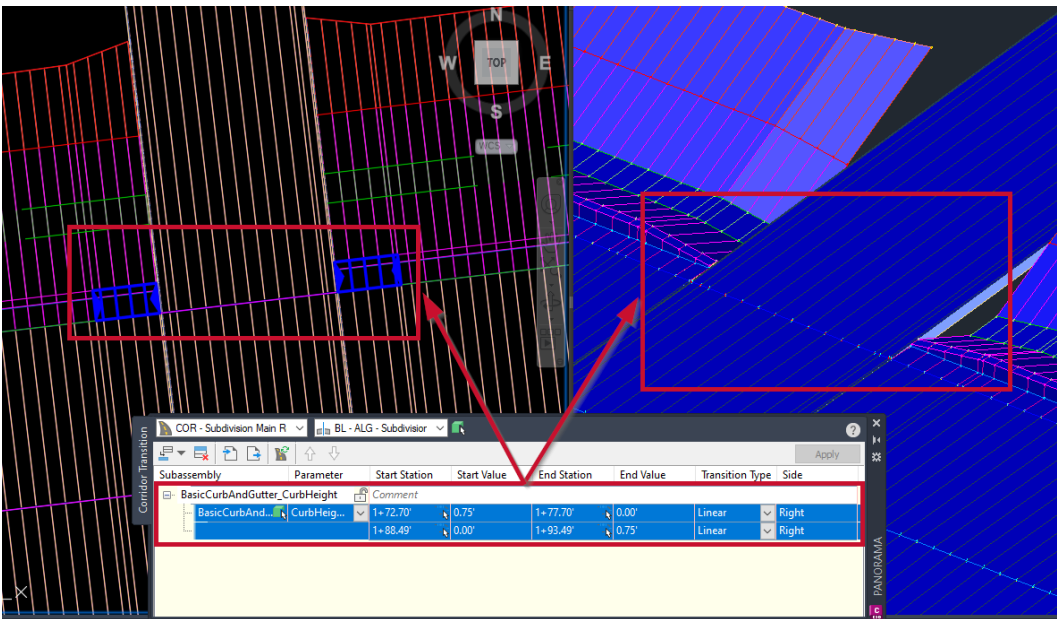 N
W TOP E
S
WCS
Corridor Transition
COR - Subdivision Main R BL - ALG - Subdivisior
Apply
Subassembly Parameter Start Station Start Value End Station End Value Transition Type Side
BasicCurbAndGutter_CurbHeight Comment
BasicCurbAnd... CurbHeig... 1+72.70' 0.75' 1+77.70' 0.00' Linear Right
1+88.49' 0.00' 1+93.49' 0.75' Linear Right
PANORAMA
X